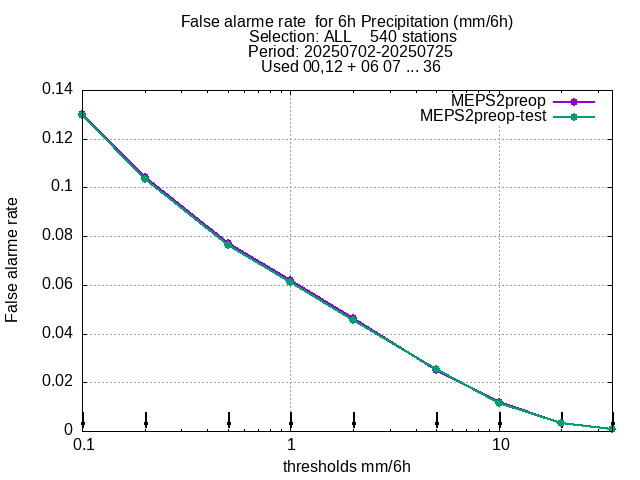 False alarme rate  for 6h Precipitation (mm/6h)
Selection: ALL    540 stations
Period: 20250702-20250725
Used 00,12 + 06 07 ... 36
MEPS2preop
MEPS2preop-test
0.14
0.12
0.1
0.08
0.06
0.04
0.02
0
False alarme rate
0.1 1 10
thresholds mm/6h